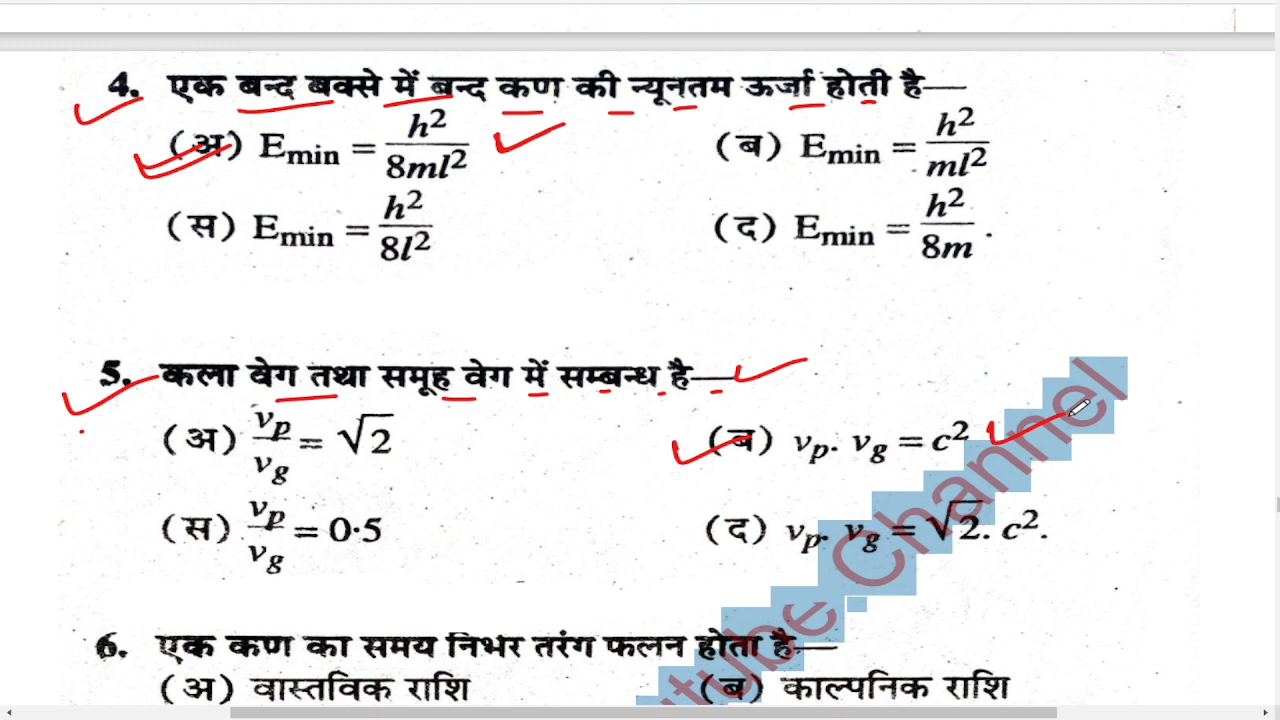 4. एक बन्द बक्से में बन्द कण की न्यूनतम ऊर्जा होती है—
(अ) Emin = h²/8ml² (ब) Emin = h²/ml²
(स) Emin = h²/8l² (द) Emin = h²/8m .
5. कला वेग तथा समूह वेग में सम्बन्ध है—
(अ) vp/vg = √2 (ब) vp. vg = c²
(स) vp/vg = 0·5 (द) vp. vg = √2. c².
6. एक कण का समय निर्भर तरंग फलन होता है—
(अ) वास्तविक राशि (ब) काल्पनिक राशि
Channel